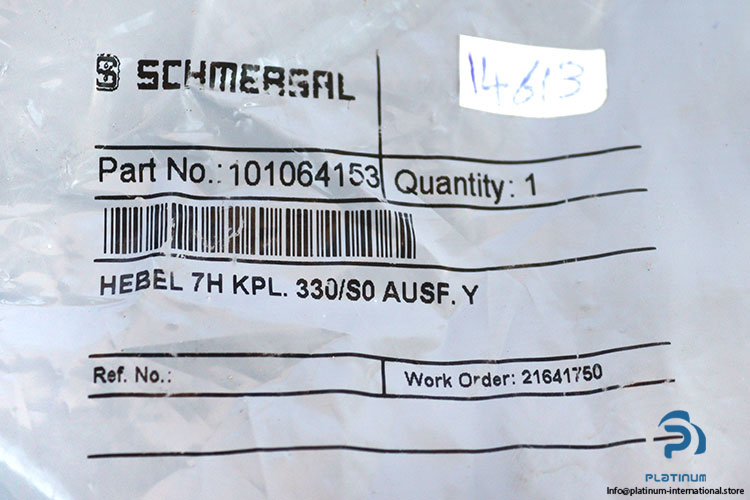 SCHMERSAL
14613
Part No.: 101064153
Quantity: 1
HEBEL 7H KPL. 330/S0 AUSF. Y
Ref. No.:
Work Order: 21641750
PLATINUM
Info@platinum-international.store